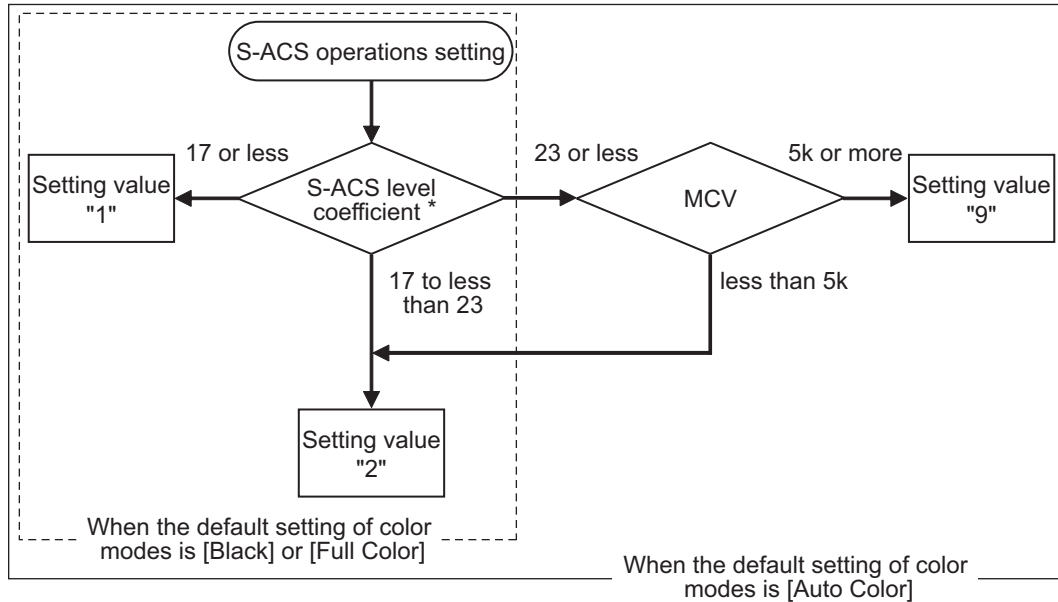 S-ACS operations setting
17 or less
23 or less
5k or more
Setting value
"1"
S-ACS level
coefficient *
MCV
Setting value
"9"
17 to less
than 23
less than 5k
Setting value
"2"
When the default setting of color
modes is [Black] or [Full Color]
When the default setting of color
modes is [Auto Color]